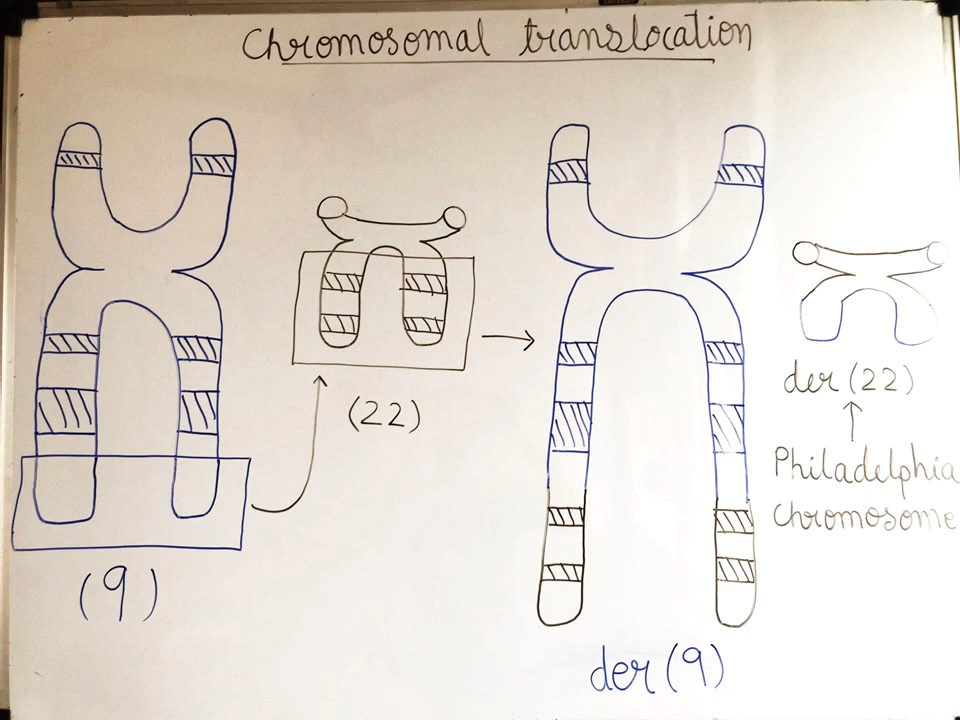 Chromosomal translocation
(22)
der (22)
Philadelphia
chromosome
(9)
der (9)